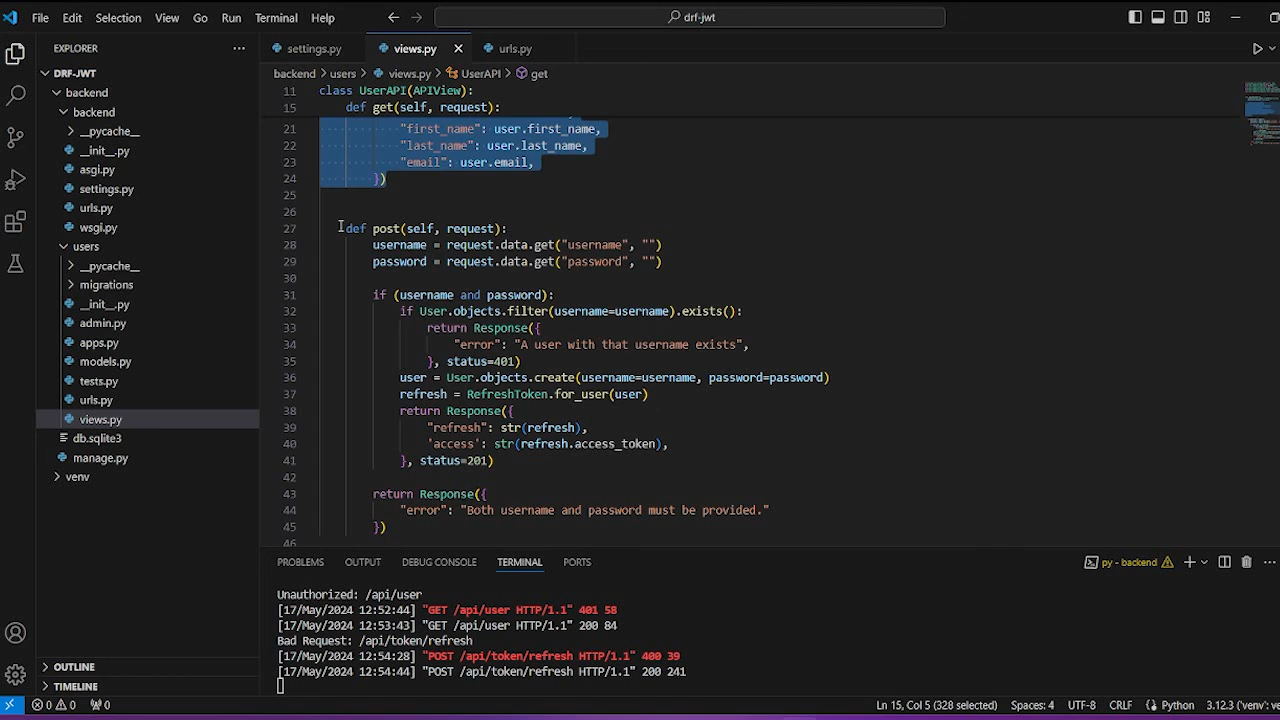 File Edit Selection View Go Run Terminal Help
drf-jwt
EXPLORER
settings.py
views.py
urls.py
DRF-JWT
backend
backend
__pycache__
__init__.py
asgi.py
settings.py
urls.py
wsgi.py
users
__pycache__
migrations
__init__.py
admin.py
apps.py
models.py
tests.py
urls.py
views.py
db.sqlite3
manage.py
venv
OUTLINE
TIMELINE
backend > users > views.py > UserAPI > get
11 class UserAPI(APIView):
15 def get(self, request):
21 "first_name": user.first_name,
22 "last_name": user.last_name,
23 "email": user.email,
24 })
25
26
27 def post(self, request):
28 username = request.data.get("username", "")
29 password = request.data.get("password", "")
30
31 if (username and password):
32 if User.objects.filter(username=username).exists():
33 return Response({
34 "error": "A user with that username exists",
35 }, status=401)
36 user = User.objects.create(username=username, password=password)
37 refresh = RefreshToken.for_user(user)
38 return Response({
39 "refresh": str(refresh),
40 'access': str(refresh.access_token),
41 }, status=201)
42
43 return Response({
44 "error": "Both username and password must be provided."
45 })
46
PROBLEMS OUTPUT DEBUG CONSOLE TERMINAL PORTS
py - backend
Unauthorized: /api/user
[17/May/2024 12:52:44] "GET /api/user HTTP/1.1" 401 58
[17/May/2024 12:53:43] "GET /api/user HTTP/1.1" 200 84
Bad Request: /api/token/refresh
[17/May/2024 12:54:28] "POST /api/token/refresh HTTP/1.1" 400 39
[17/May/2024 12:54:44] "POST /api/token/refresh HTTP/1.1" 200 241
0 0 0
Ln 15, Col 5 (328 selected) Spaces: 4 UTF-8 CRLF Python 3.12.3 ('venv':